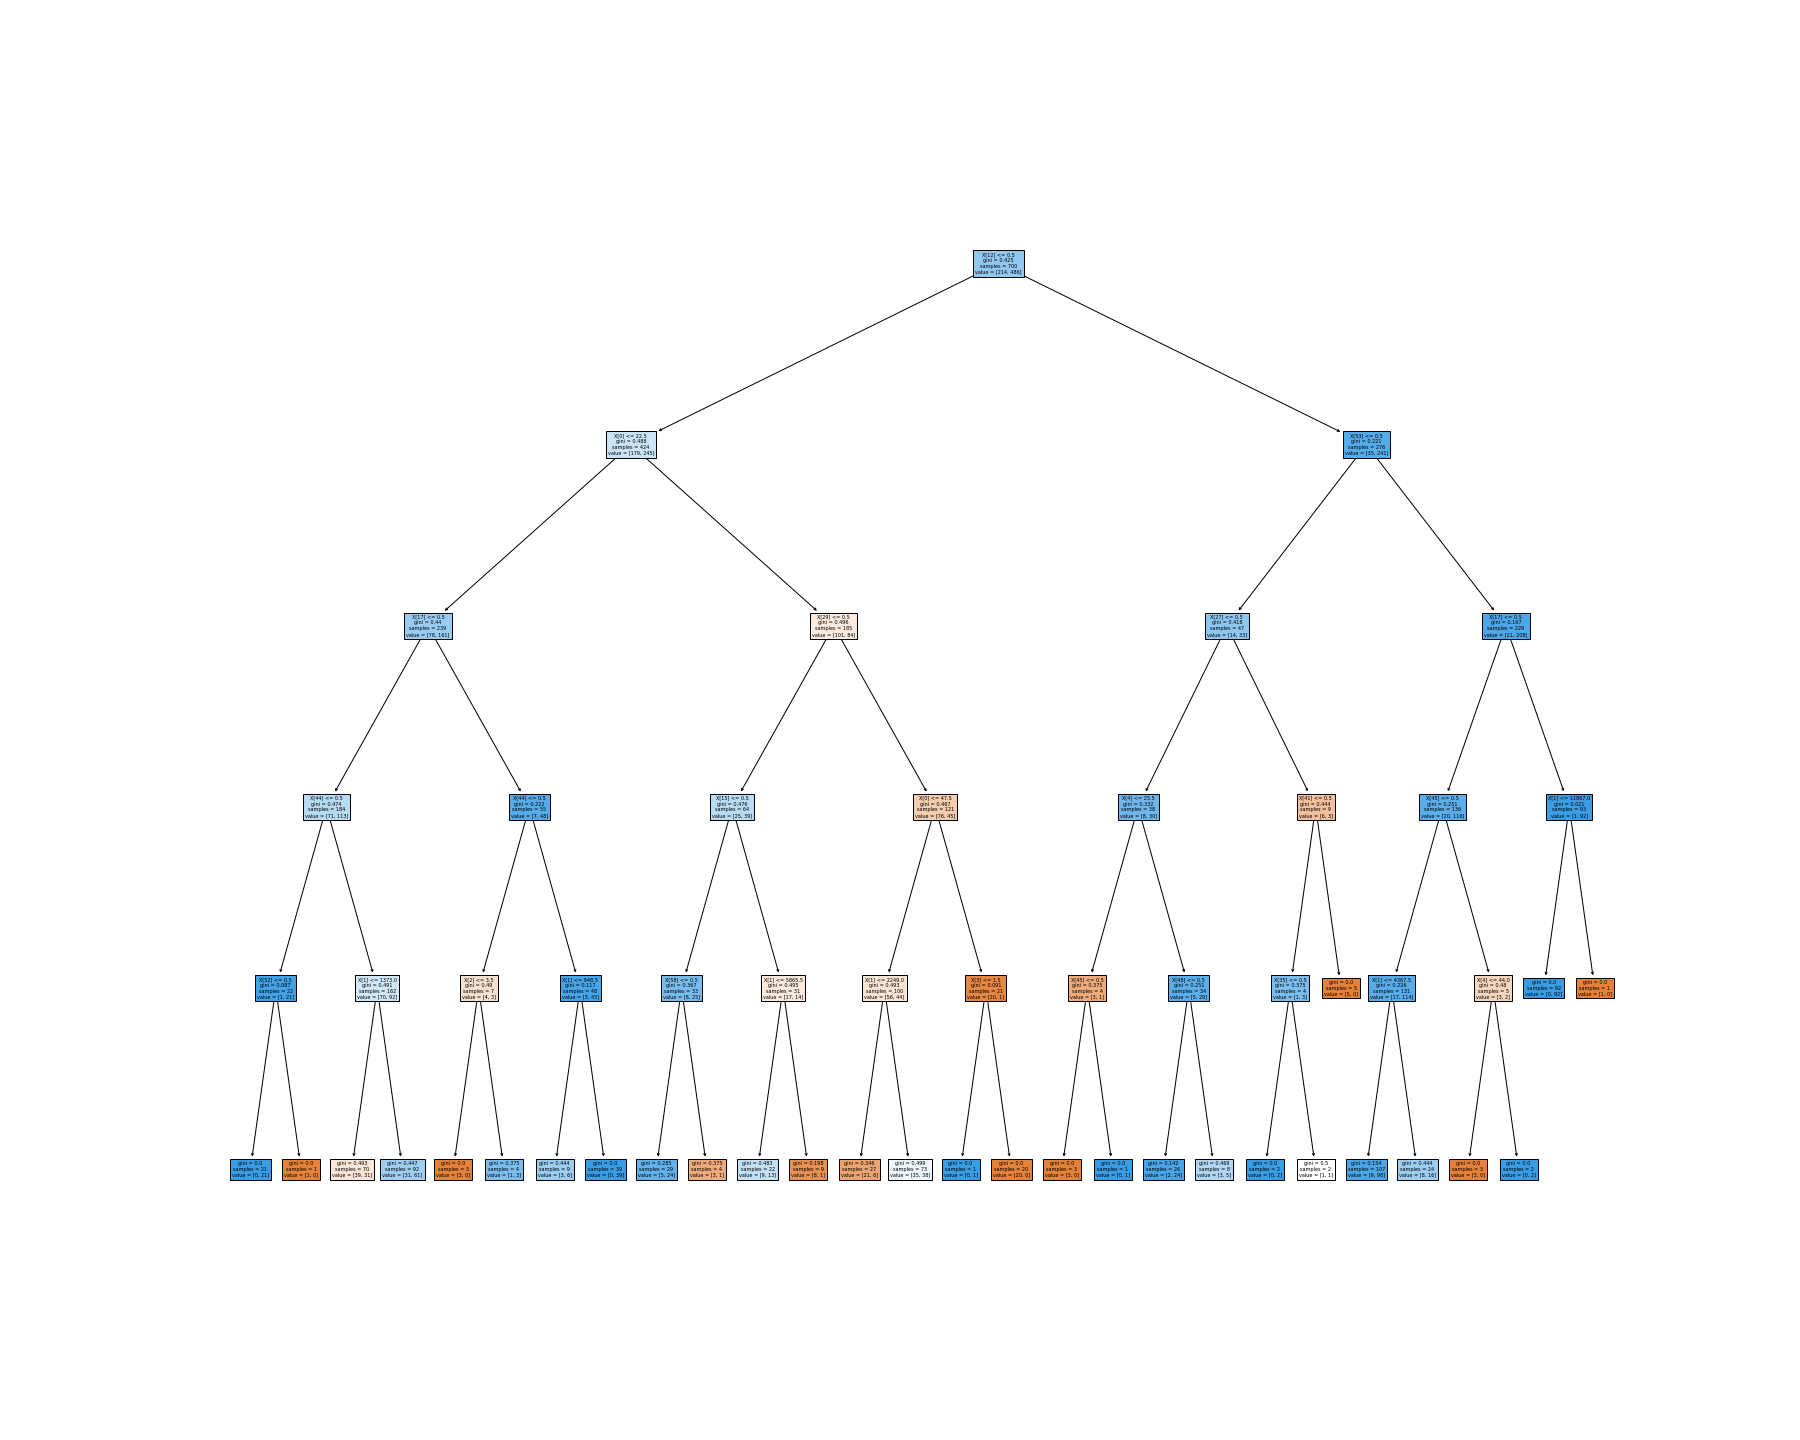 X[12] <= 0.5
gini = 0.425
samples = 700
value = [214, 486]
X[0] <= 22.5
gini = 0.488
samples = 424
value = [179, 245]
X[53] <= 0.5
gini = 0.221
samples = 276
value = [35, 241]
X[17] <= 0.5
gini = 0.44
samples = 239
value = [78, 161]
X[29] <= 0.5
gini = 0.496
samples = 185
value = [101, 84]
X[27] <= 0.5
gini = 0.418
samples = 47
value = [14, 33]
X[17] <= 0.5
gini = 0.167
samples = 229
value = [21, 208]
X[44] <= 0.5
gini = 0.474
samples = 184
value = [71, 113]
X[44] <= 0.5
gini = 0.222
samples = 55
value = [7, 48]
X[15] <= 0.5
gini = 0.476
samples = 64
value = [25, 39]
X[0] <= 47.5
gini = 0.467
samples = 121
value = [76, 45]
X[4] <= 25.5
gini = 0.332
samples = 38
value = [8, 30]
X[41] <= 0.5
gini = 0.444
samples = 9
value = [6, 3]
X[45] <= 0.5
gini = 0.251
samples = 136
value = [20, 116]
X[1] <= 11867.0
gini = 0.021
samples = 93
value = [1, 92]
X[52] <= 0.5
gini = 0.087
samples = 22
value = [1, 21]
X[1] <= 1373.0
gini = 0.491
samples = 162
value = [70, 92]
X[2] <= 3.5
gini = 0.49
samples = 7
value = [4, 3]
X[1] <= 948.5
gini = 0.117
samples = 48
value = [3, 45]
X[58] <= 0.5
gini = 0.367
samples = 33
value = [8, 25]
X[1] <= 5865.5
gini = 0.495
samples = 31
value = [17, 14]
X[1] <= 2249.0
gini = 0.493
samples = 100
value = [56, 44]
X[3] <= 1.5
gini = 0.091
samples = 21
value = [20, 1]
X[45] <= 0.5
gini = 0.375
samples = 4
value = [3, 1]
X[48] <= 0.5
gini = 0.251
samples = 34
value = [5, 29]
X[35] <= 0.5
gini = 0.375
samples = 4
value = [1, 3]
gini = 0.0
samples = 5
value = [5, 0]
X[1] <= 4367.5
gini = 0.226
samples = 131
value = [17, 114]
X[4] <= 44.0
gini = 0.48
samples = 5
value = [3, 2]
gini = 0.0
samples = 92
value = [0, 92]
gini = 0.0
samples = 1
value = [1, 0]
gini = 0.0
samples = 21
value = [0, 21]
gini = 0.0
samples = 1
value = [1, 0]
gini = 0.493
samples = 70
value = [39, 31]
gini = 0.447
samples = 92
value = [31, 61]
gini = 0.0
samples = 3
value = [3, 0]
gini = 0.375
samples = 4
value = [1, 3]
gini = 0.444
samples = 9
value = [3, 6]
gini = 0.0
samples = 39
value = [0, 39]
gini = 0.285
samples = 29
value = [5, 24]
gini = 0.375
samples = 4
value = [3, 1]
gini = 0.483
samples = 22
value = [9, 13]
gini = 0.198
samples = 9
value = [8, 1]
gini = 0.346
samples = 27
value = [21, 6]
gini = 0.499
samples = 73
value = [35, 38]
gini = 0.0
samples = 1
value = [0, 1]
gini = 0.0
samples = 20
value = [20, 0]
gini = 0.0
samples = 3
value = [3, 0]
gini = 0.0
samples = 1
value = [0, 1]
gini = 0.142
samples = 26
value = [2, 24]
gini = 0.469
samples = 8
value = [3, 5]
gini = 0.0
samples = 2
value = [0, 2]
gini = 0.5
samples = 2
value = [1, 1]
gini = 0.154
samples = 107
value = [9, 98]
gini = 0.444
samples = 24
value = [8, 16]
gini = 0.0
samples = 3
value = [3, 0]
gini = 0.0
samples = 2
value = [0, 2]